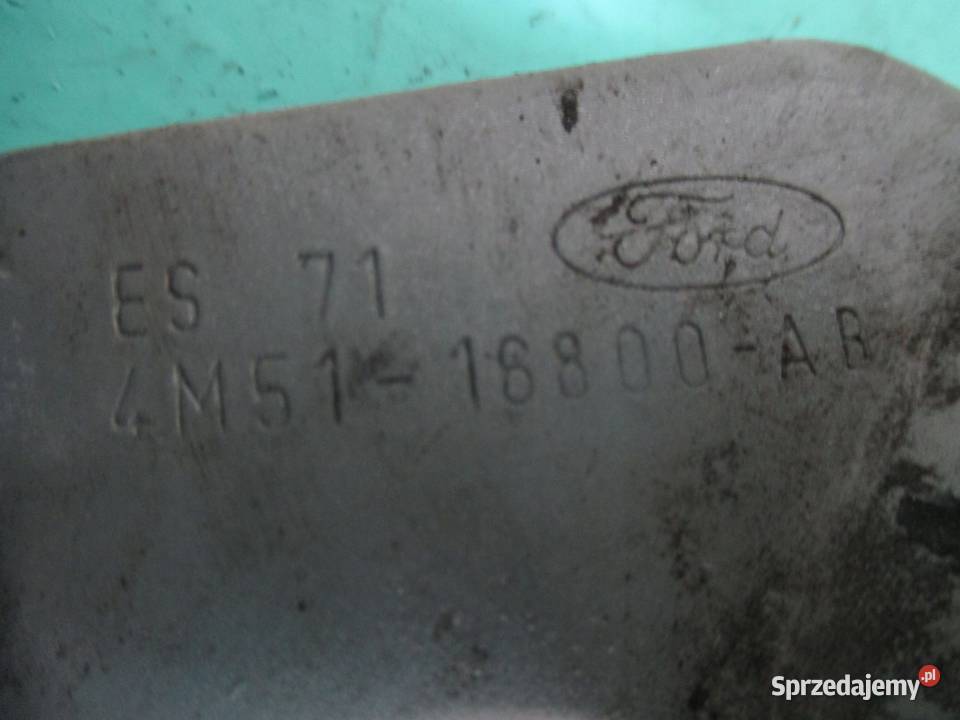 Ford
ES 71
4M51-16800-AB
Sprzedajemy.pl